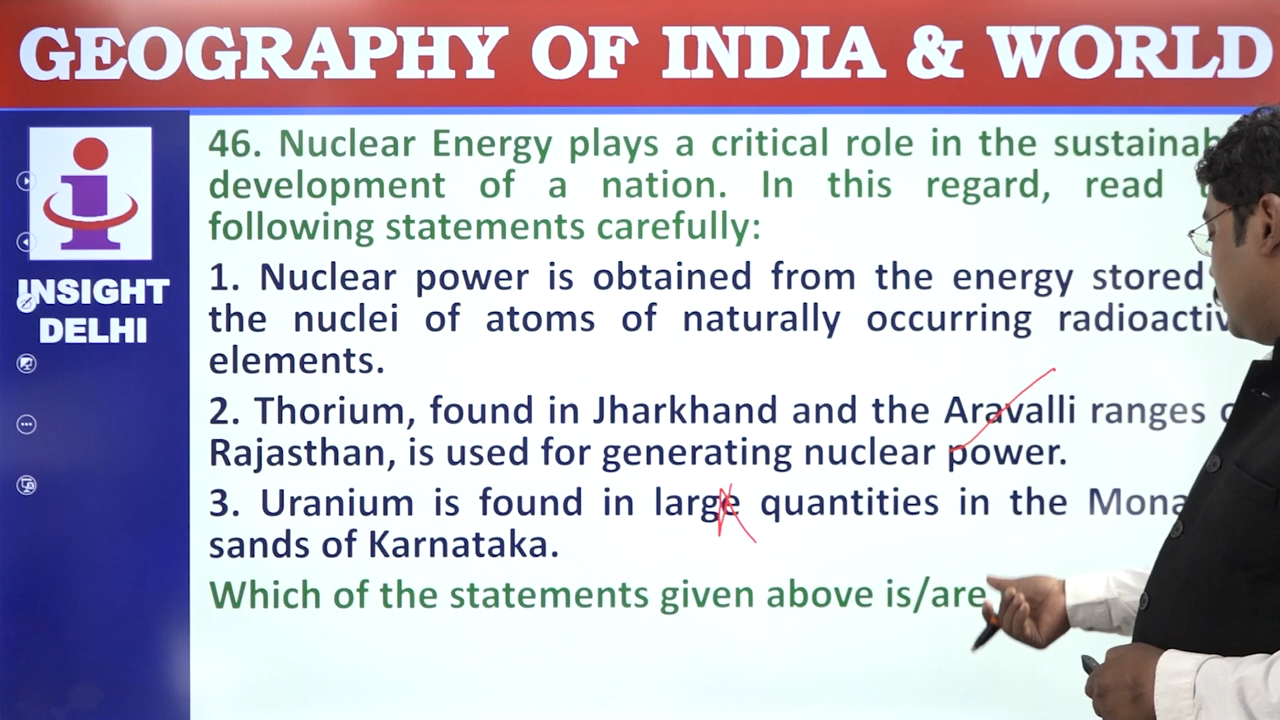 GEOGRAPHY OF INDIA & WORLD
INSIGHT
DELHI
46. Nuclear Energy plays a critical role in the
development of a nation. In this regard, read
following statements carefully:
1. Nuclear power is obtained from the energy stored
the nuclei of atoms of naturally occurring
elements.
2. Thorium, found in Jharkhand and the Aravalli ranges
Rajasthan, is used for generating nuclear power.
3. Uranium is found in large quantities in the
sands of Karnataka.
Which of the statements given above is/are